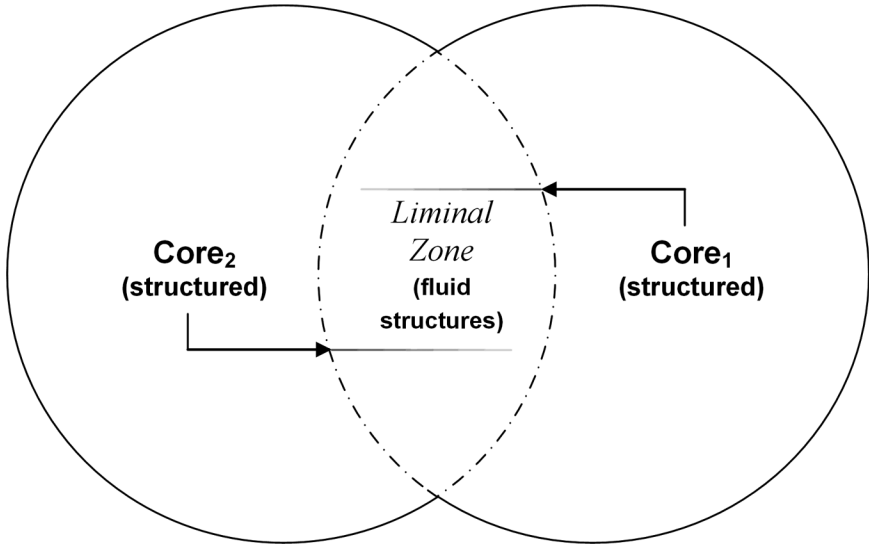 Liminal
Zone
(fluid
structures)
Core₂
(structured)
Core₁
(structured)